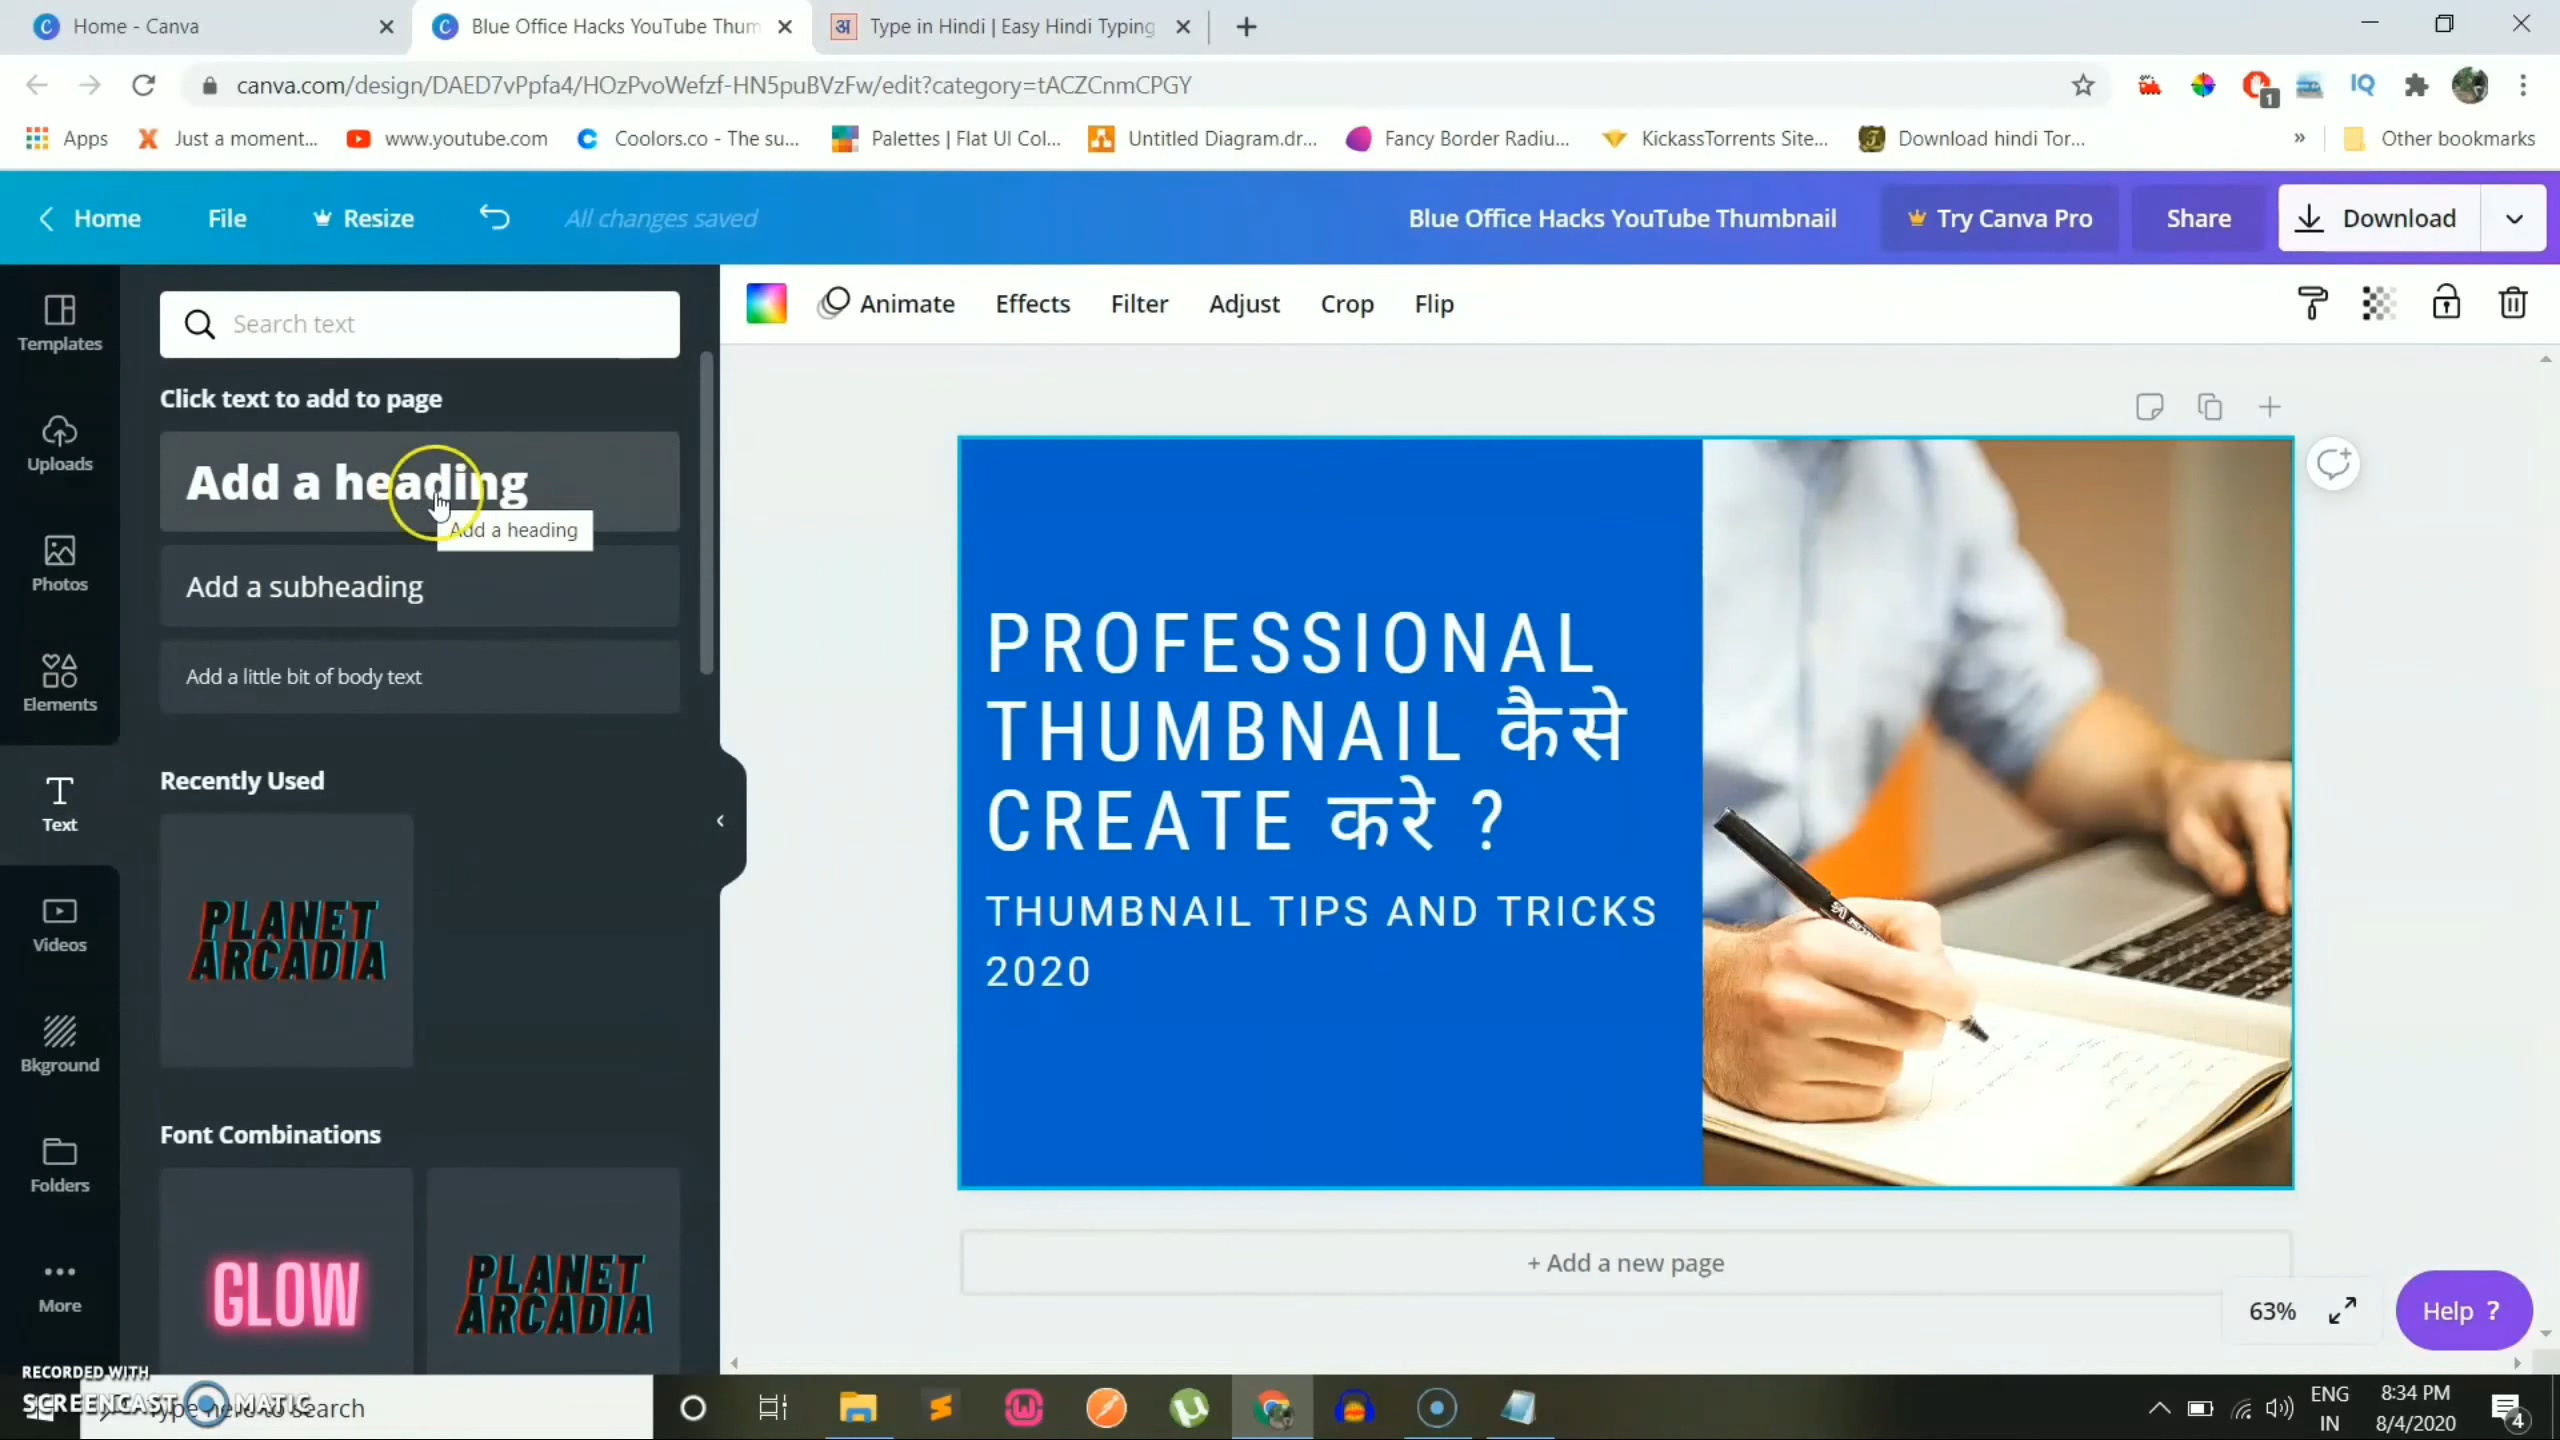 Home - Canva
Blue Office Hacks YouTube Thum
अ Type in Hindi | Easy Hindi Typing
canva.com/design/DAED7vPpfa4/HOzPvoWefzf-HN5puBVzFw/edit?category=tACZCnmCPGY
1
IQ
Apps
Just a moment...
www.youtube.com
Coolors.co - The su...
Palettes | Flat UI Col...
Untitled Diagram.dr...
Fancy Border Radiu...
KickassTorrents Site...
Download hindi Tor...
»
Other bookmarks
Home
File
Resize
All changes saved
Blue Office Hacks YouTube Thumbnail
Try Canva Pro
Share
Download
Templates
Uploads
Photos
Elements
Text
Videos
Bkground
Folders
More
Search text
Click text to add to page
Add a heading
Add a heading
Add a subheading
Add a little bit of body text
Recently Used
PLANET
ARCADIA
Font Combinations
GLOW
PLANET
ARCADIA
Animate
Effects
Filter
Adjust
Crop
Flip
PROFESSIONAL
THUMBNAIL कैसे
CREATE करे ?
THUMBNAIL TIPS AND TRICKS
2020
+ Add a new page
63%
Help ?
RECORDED WITH
SCREENCAST MATIC
Type here to search
ENG
IN
8:34 PM
8/4/2020
4